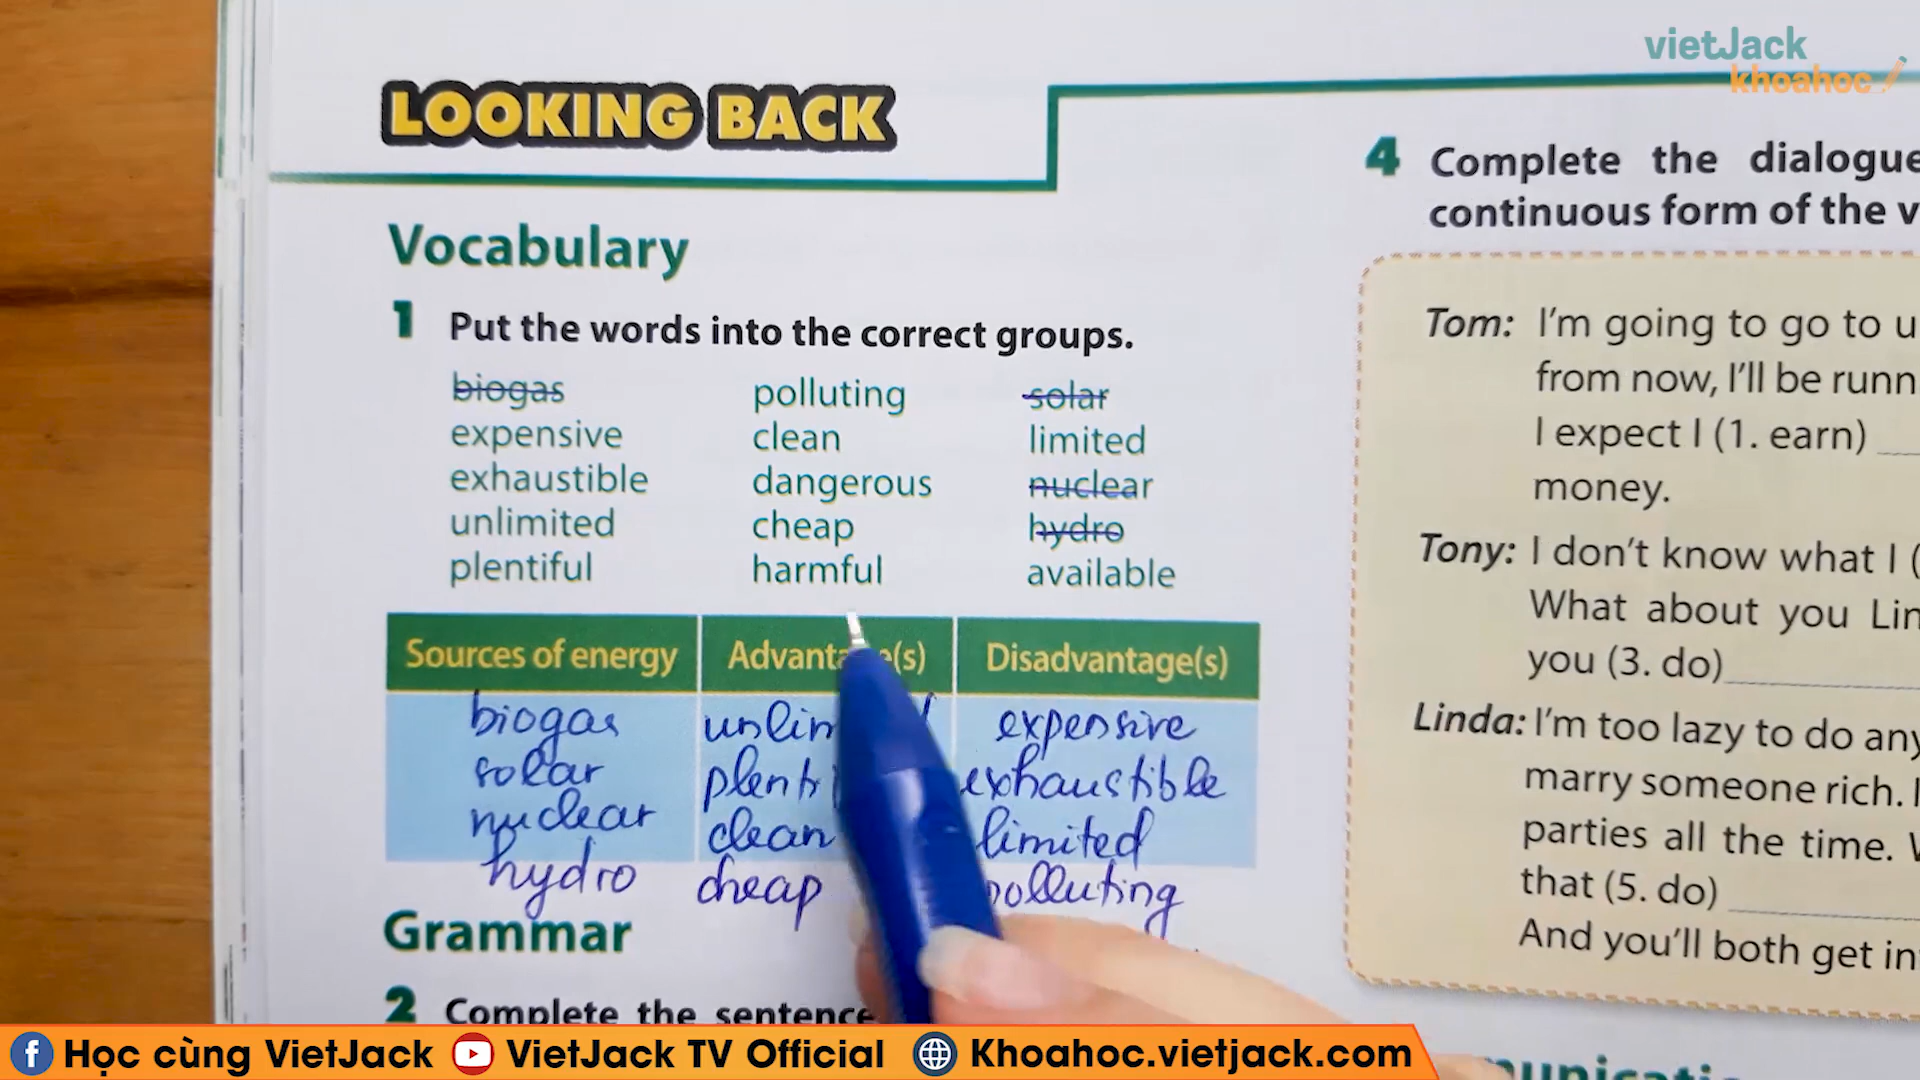 vietJack
khoahoc
LOOKING BACK
Vocabulary
1 Put the words into the correct groups.
biogas polluting solar
expensive clean limited
exhaustible dangerous nuclear
unlimited cheap hydro
plentiful harmful available
Sources of energy Advantage(s) Disadvantage(s)
biogas expensive
solar exhaustible
nuclear clean limited
hydro cheap polluting
Grammar
2 Complete the sentence
4 Complete the dialogue
continuous form of the v
Tom: I'm going to go to u
from now, I'll be runn
I expect I (1. earn)
money.
Tony: I don't know what I (
What about you Lin
you (3. do)
Linda: I'm too lazy to do any
marry someone rich. I
parties all the time.
that (5. do)
And you'll both get in
Học cùng VietJack VietJack TV Official Khoahoc.vietjack.com